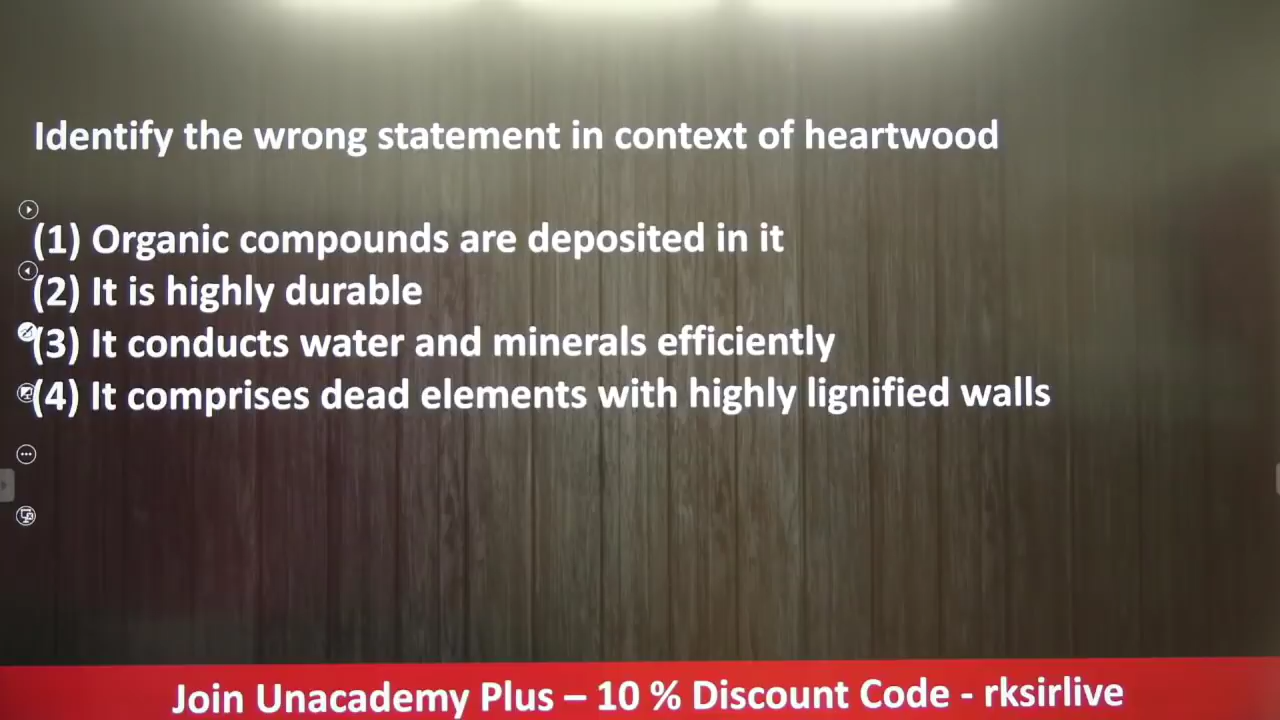 Identify the wrong statement in context of heartwood
(1) Organic compounds are deposited in it
(2) It is highly durable
(3) It conducts water and minerals efficiently
(4) It comprises dead elements with highly lignified walls
Join Unacademy Plus – 10 % Discount Code - rksirlive